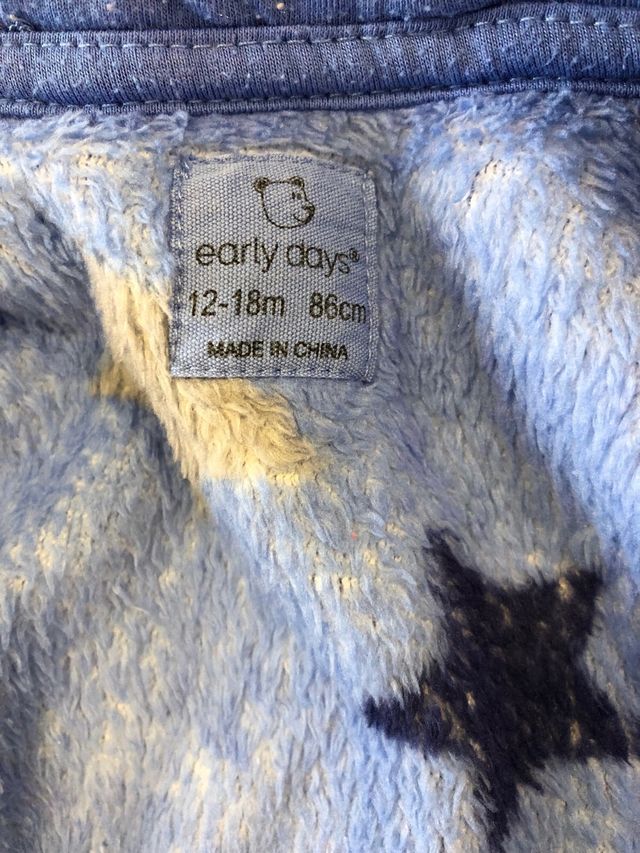 early days®
12-18m 86cm
MADE IN CHINA